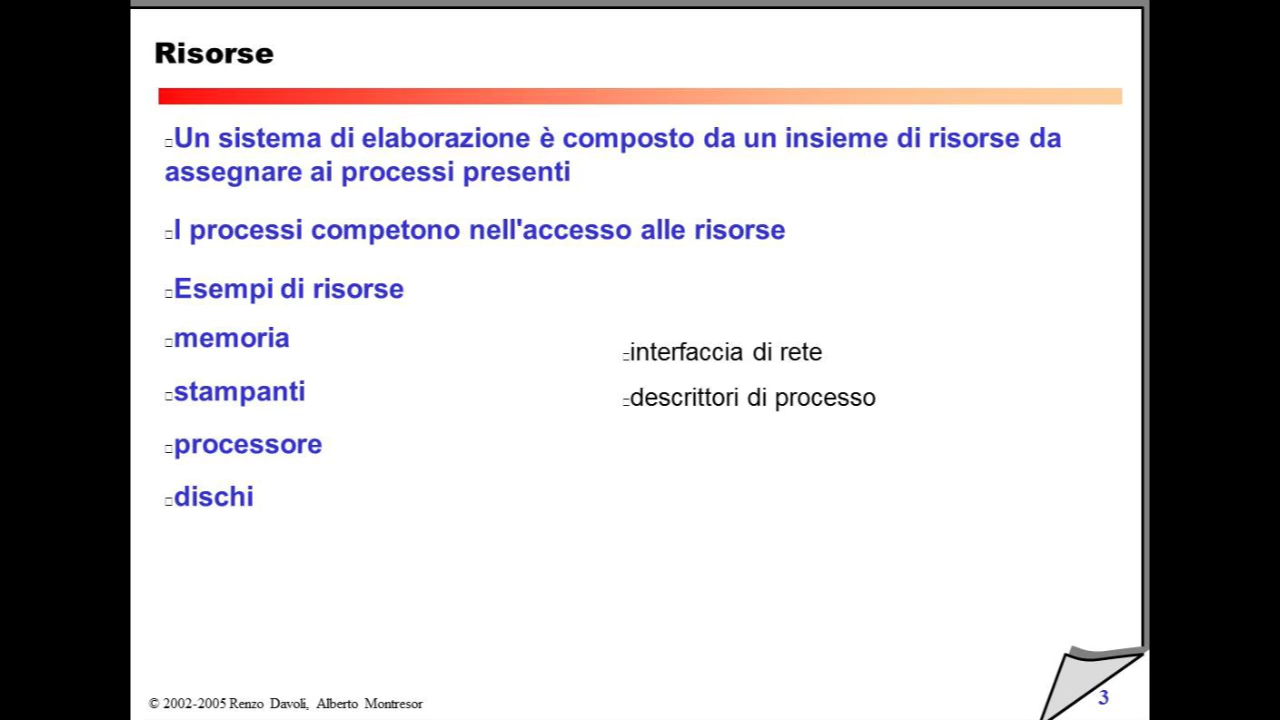 Risorse
Un sistema di elaborazione è composto da un insieme di risorse da
assegnare ai processi presenti
I processi competono nell'accesso alle risorse
Esempi di risorse
memoria
stampanti
processore
dischi
interfaccia di rete
descrittori di processo
© 2002-2005 Renzo Davoli, Alberto Montresor
3